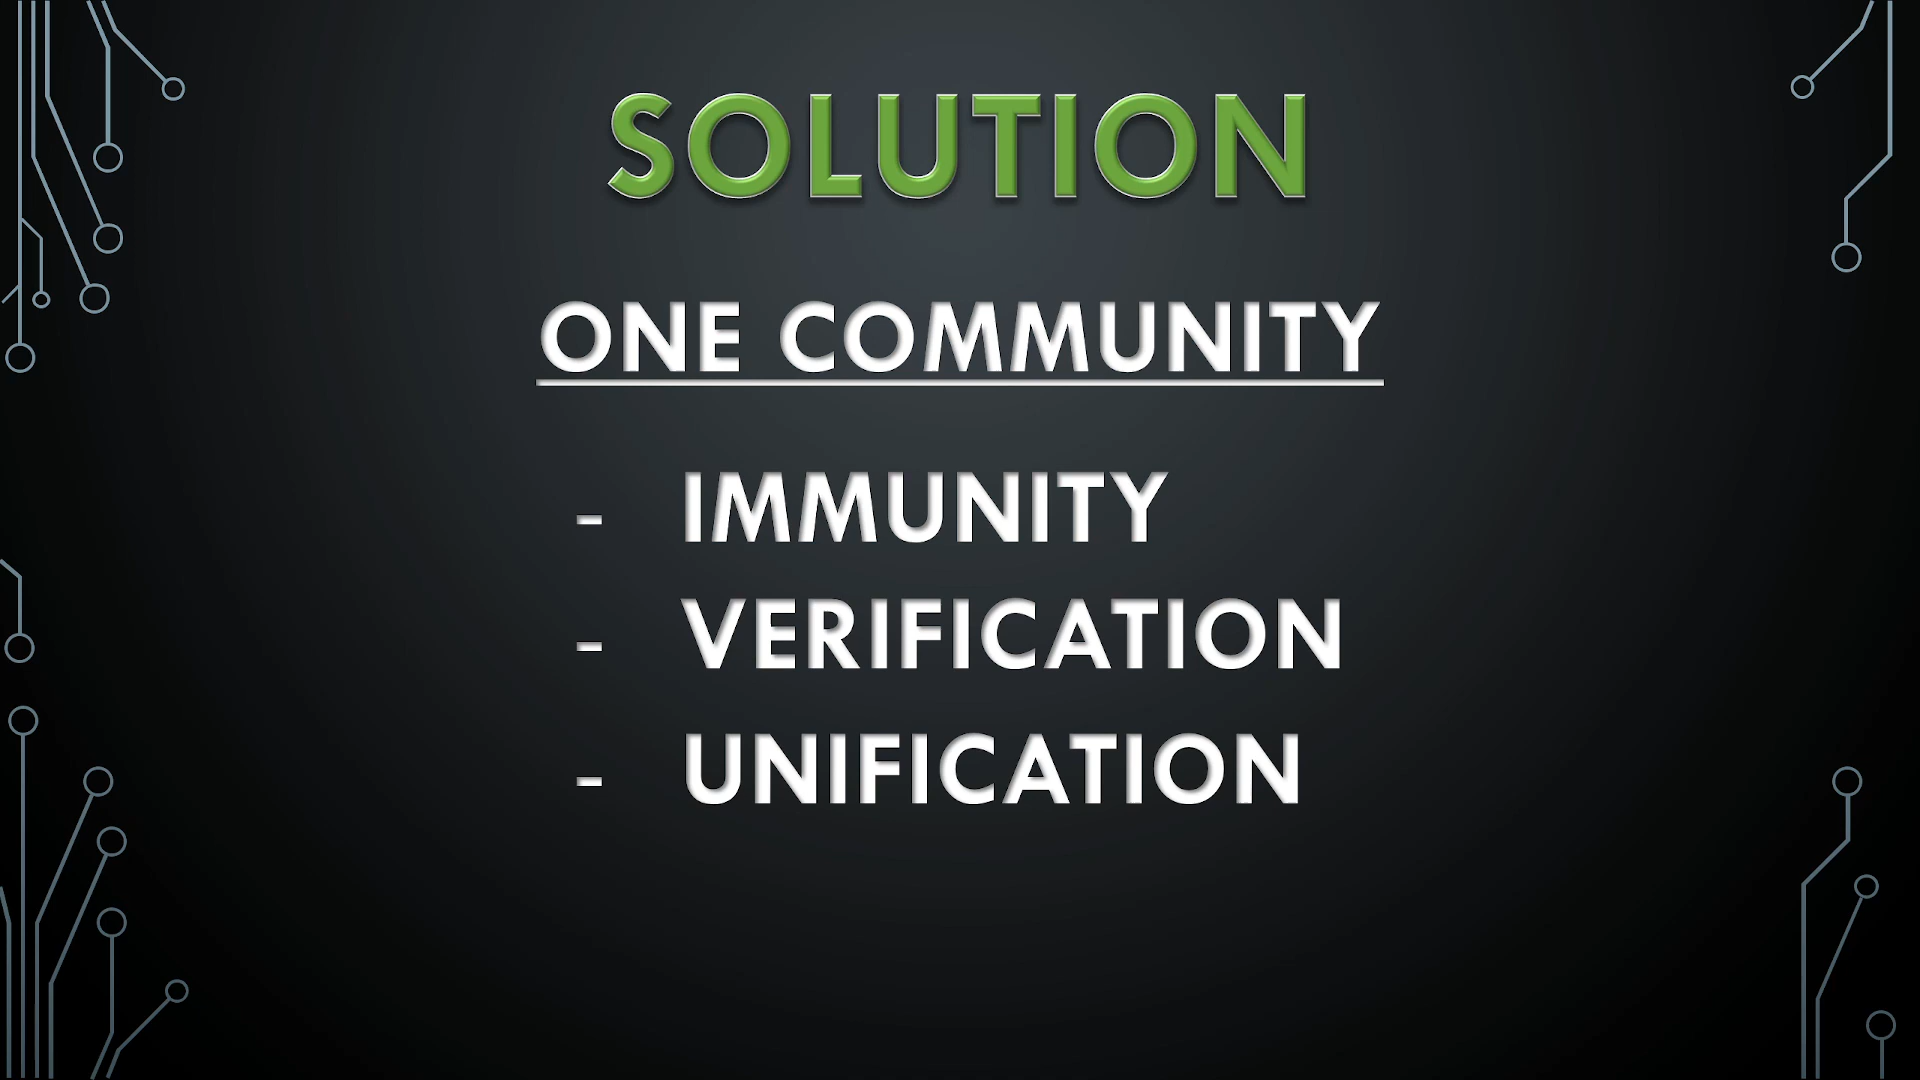 SOLUTION
ONE COMMUNITY
- IMMUNITY
- VERIFICATION
- UNIFICATION